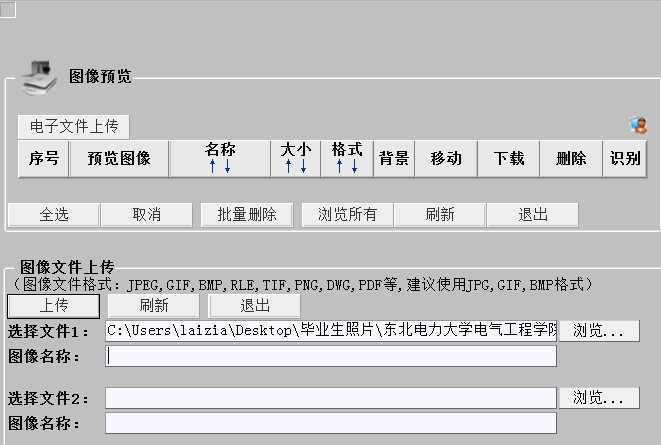 图像预览
电子文件上传
序号 预览图像 名称 大小 格式 背景 移动 下载 删除 识别
↑↓ ↑↓ ↑↓
全选 取消 批量删除 浏览所有 刷新 退出
图像文件上传
(图像文件格式：JPEG,GIF,BMP,RLE,TIF,PNG,DWG,PDF等,建议使用JPG,GIF,BMP格式)
上传 刷新 退出
选择文件1： C:\Users\laizia\Desktop\毕业生照片\东北电力大学电气工程学院 浏览...
图像名称：
选择文件2： 浏览...
图像名称：